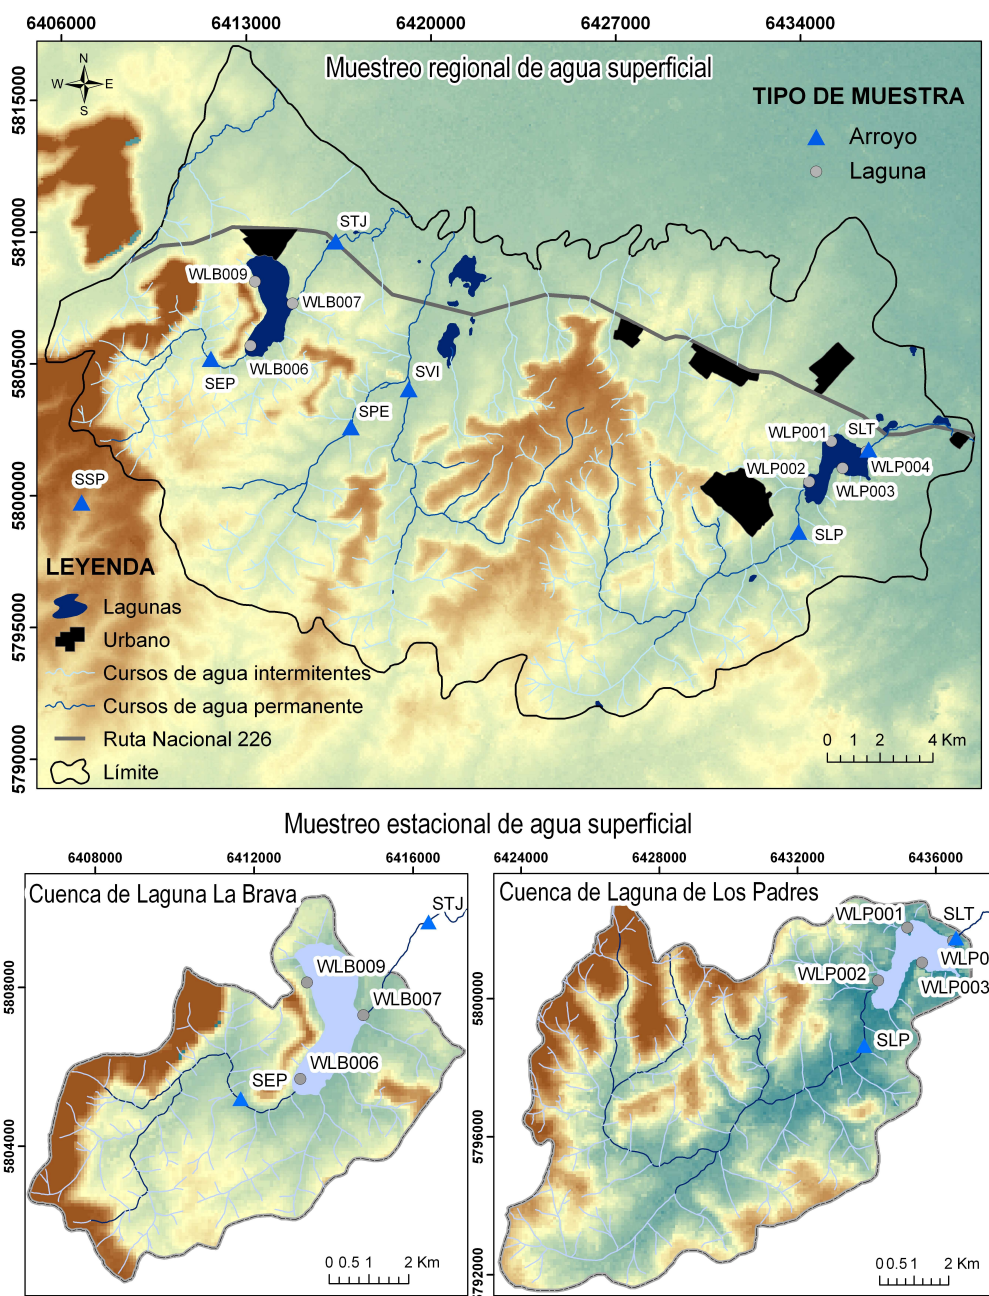 6406000 6413000 6420000 6427000 6434000
Muestreo regional de agua superficial
N
W E
S
TIPO DE MUESTRA
Arroyo
Laguna
5815000
5810000
5805000
5800000
5795000
5790000
STJ
WLB009
WLB007
WLB006
SEP
SVI
SPE
SSP
WLP001
SLT
WLP002
WLP004
WLP003
SLP
LEYENDA
Lagunas
Urbano
Cursos de agua intermitentes
Cursos de agua permanente
Ruta Nacional 226
Límite
0 1 2 4 Km
Muestreo estacional de agua superficial
6408000 6412000 6416000
Cuenca de Laguna La Brava
STJ
WLB009
WLB007
WLB006
SEP
5808000
5804000
0 0.5 1 2 Km
6424000 6428000 6432000 6436000
Cuenca de Laguna de Los Padres
WLP001
SLT
WLP0
WLP002
WLP003
SLP
5800000
5796000
5792000
0 0.5 1 2 Km